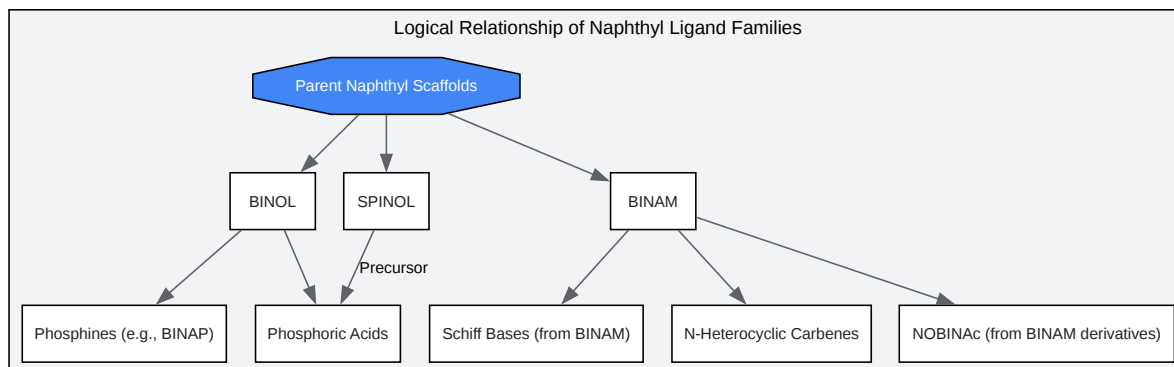 Logical Relationship of Naphthyl Ligand Families
Parent Naphthyl Scaffolds
BINOL
SPINOL
BINAM
Precursor
Phosphines (e.g., BINAP)
Phosphoric Acids
Schiff Bases (from BINAM)
N-Heterocyclic Carbenes
NOBINAc (from BINAM derivatives)